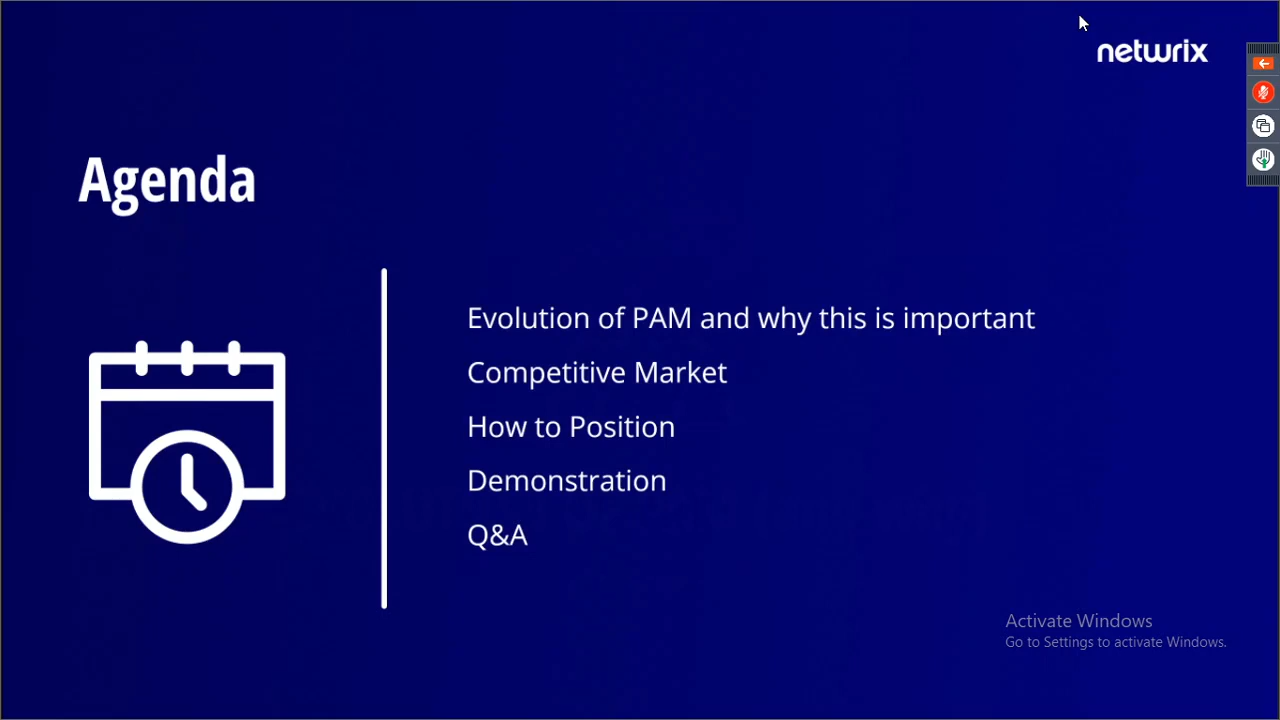 netwrix
Agenda
Evolution of PAM and why this is important
Competitive Market
How to Position
Demonstration
Q&A
Activate Windows
Go to Settings to activate Windows.